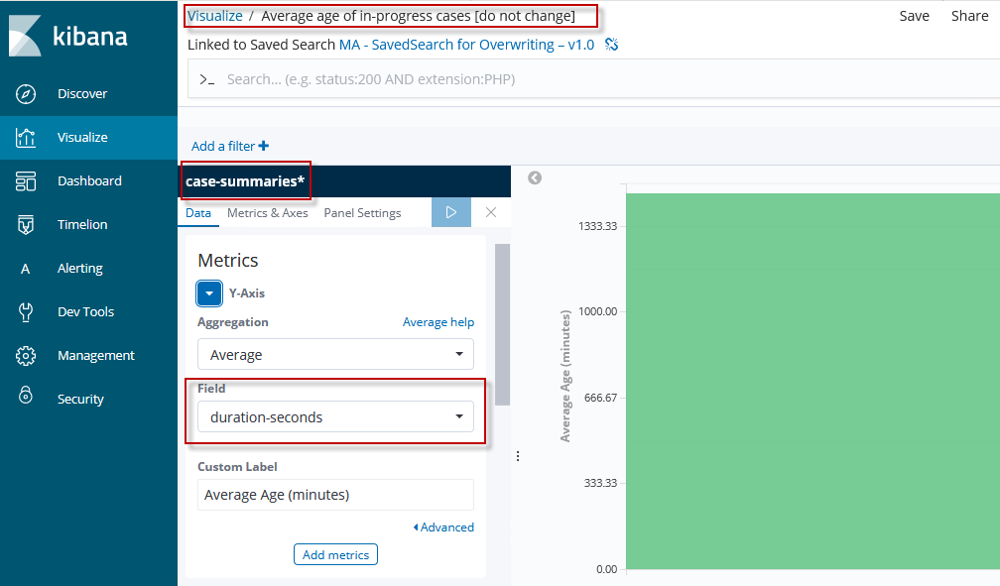 kibana
Discover
Visualize
Dashboard
Timelion
A Alerting
Dev Tools
Management
Security
Visualize / Average age of in-progress cases [do not change]
Save Share
Linked to Saved Search MA - SavedSearch for Overwriting – v1.0
>_ Search... (e.g. status:200 AND extension:PHP)
Add a filter +
case-summaries*
Data Metrics & Axes Panel Settings
Metrics
Y-Axis
Aggregation Average help
Average
Field
duration-seconds
Custom Label
Average Age (minutes)
Advanced
Add metrics
Average Age (minutes)
1333.33
1000.00
666.67
333.33
0.00